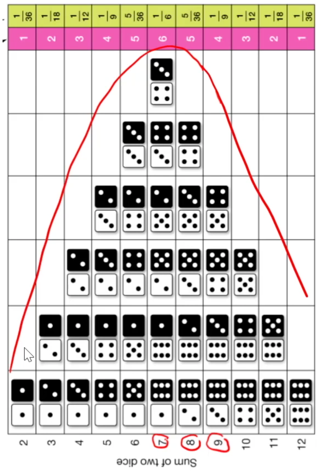 1/36 1/18 1/12 1/9 5/36 1/6 5/36 1/9 1/12 1/18 1/36
1 2 3 4 5 6 5 4 3 2 1
2 3 4 5 6 7 8 9 10 11 12
Sum of two dice